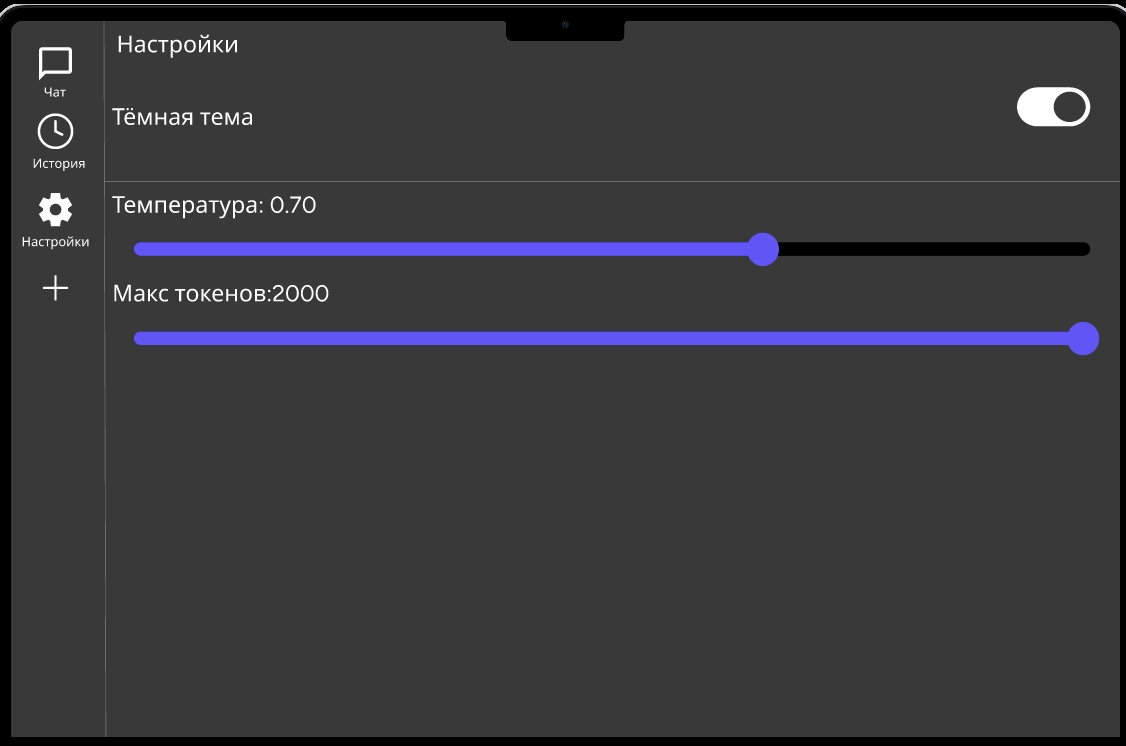 Чат
История
Настройки
Настройки
Тёмная тема
Температура: 0.70
Макс токенов:2000